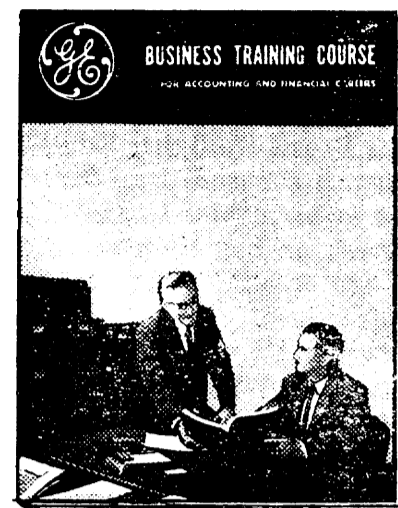 GE
BUSINESS TRAINING COURSE
FOR ACCOUNTING AND FINANCIAL CAREERS